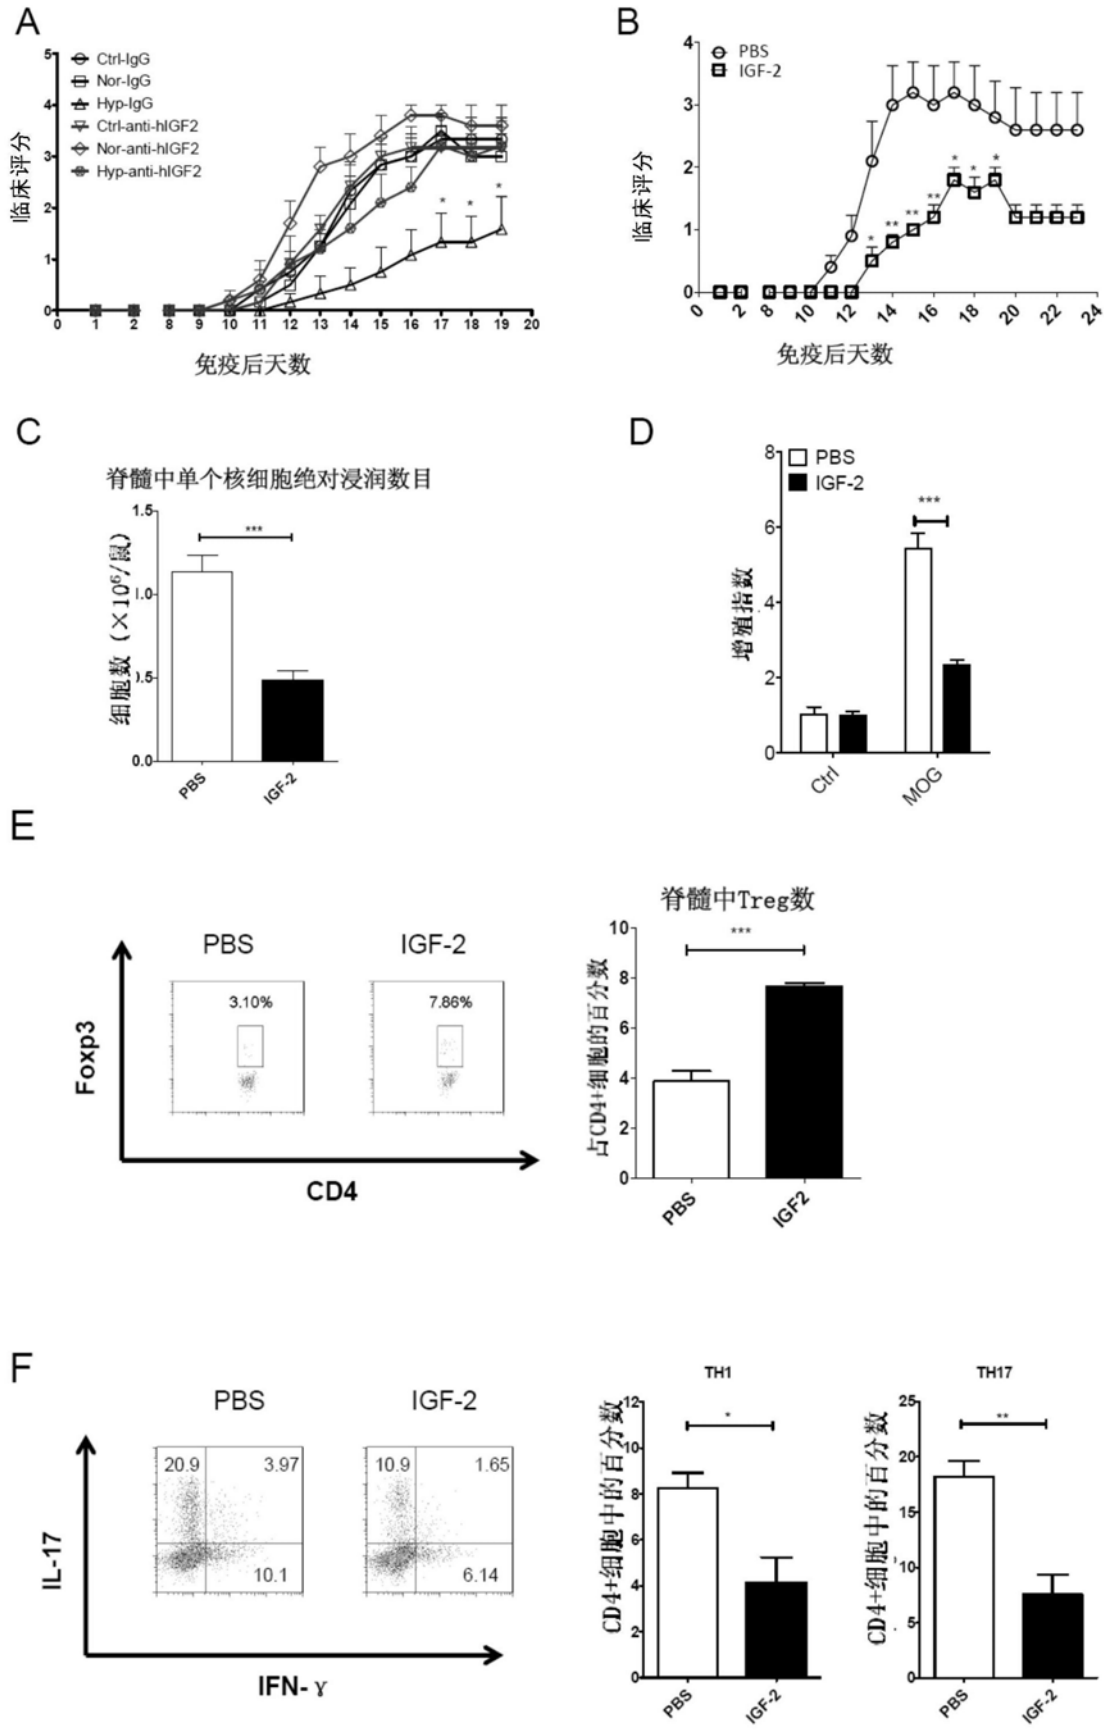 A
5
4
3
2
1
0
Ctrl-IgG
Nor-IgG
Hyp-IgG
Ctrl-anti-hIGF2
Nor-anti-hIGF2
Hyp-anti-hIGF2
临床评分
* * *
0 1 2 8 9 10 11 12 13 14 15 16 17 18 19 20
免疫后天数
B
4
3
2
1
0
PBS
IGF-2
临床评分
* ** ** ** * * *
0 2 8 10 12 14 16 18 20 22 24
免疫后天数
C
脊髓中单个核细胞绝对浸润数目
细胞数（×10⁶/鼠）
1.5
1.0
0.5
0.0
***
PBS IGF-2
D
PBS
IGF-2
增殖指数
8
6
4
2
0
***
Ctrl MOG
E
PBS IGF-2
3.10% 7.86%
Foxp3
CD4
脊髓中Treg数
占CD4+细胞的百分数
10
8
6
4
2
0
***
PBS IGF2
F
PBS IGF-2
20.9 3.97
10.1
10.9 1.65
6.14
IL-17
IFN-γ
TH1
CD4+细胞中的百分数
12
10
8
6
4
2
0
*
PBS IGF-2
TH17
CD4+细胞中的百分数
25
20
15
10
5
0
**
PBS IGF-2